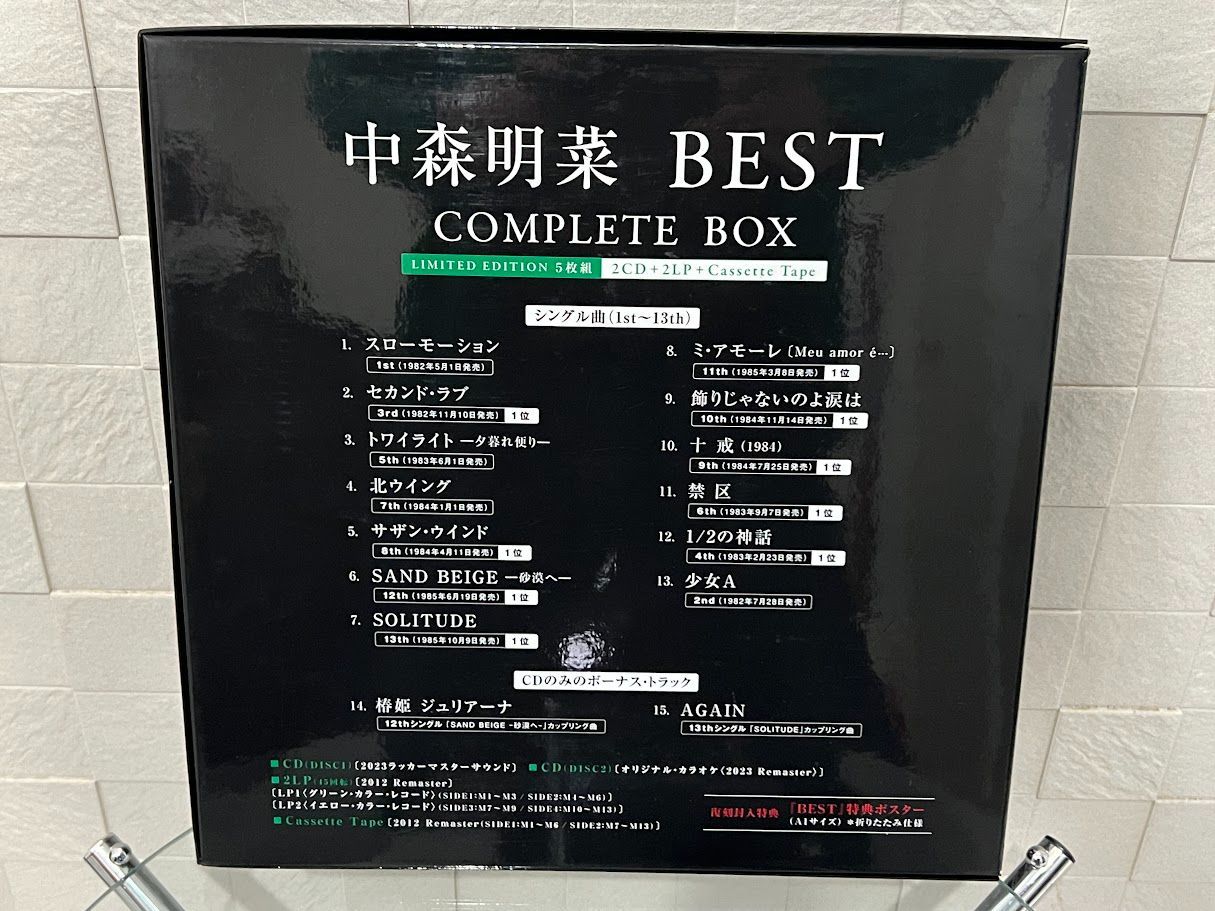 中森明菜 BEST
COMPLETE BOX
LIMITED EDITION 5枚組 2CD+2LP+Cassette Tape
シングル曲(1st～13th)
1. スローモーション
1st (1982年5月1日発売)
2. セカンド・ラブ
3rd (1982年11月10日発売) 1位
3. トワイライト ―夕暮れ便り―
5th (1983年6月1日発売)
4. 北ウイング
7th (1984年1月1日発売)
5. サザン・ウインド
8th (1984年4月11日発売) 1位
6. SAND BEIGE ―砂漠へ―
12th (1985年6月19日発売) 1位
7. SOLITUDE
13th (1985年10月9日発売) 1位
8. ミ・アモーレ〔Meu amor é…〕
11th (1985年3月8日発売) 1位
9. 飾りじゃないのよ涙は
10th (1984年11月14日発売) 1位
10. 十戒 (1984)
9th (1984年7月25日発売) 1位
11. 禁区
6th (1983年9月7日発売) 1位
12. 1/2の神話
4th (1983年2月23日発売) 1位
13. 少女A
2nd (1982年7月28日発売)
CDのみのボーナス・トラック
14. 椿姫 ジュリアーナ
12thシングル「SAND BEIGE -砂漠へ-」カップリング曲
15. AGAIN
13thシングル「SOLITUDE」カップリング曲
■CD(DISC1)〔2023ラッカーマスターサウンド〕 ■CD(DISC2)〔オリジナル・カラオケ〈2023 Remaster〉〕
■2LP(45回転)〔2012 Remaster〕
〔LP1〈グリーン・カラー・レコード〉(SIDE1:M1～M3 / SIDE2:M4～M6)〕
〔LP2〈イエロー・カラー・レコード〉(SIDE3:M7～M9 / SIDE4:M10～M13)〕
■Cassette Tape〔2012 Remaster(SIDE1:M1～M6 / SIDE2:M7～M13)〕
復刻封入特典 『BEST』特典ポスター
(A1サイズ) ＊折りたたみ仕様